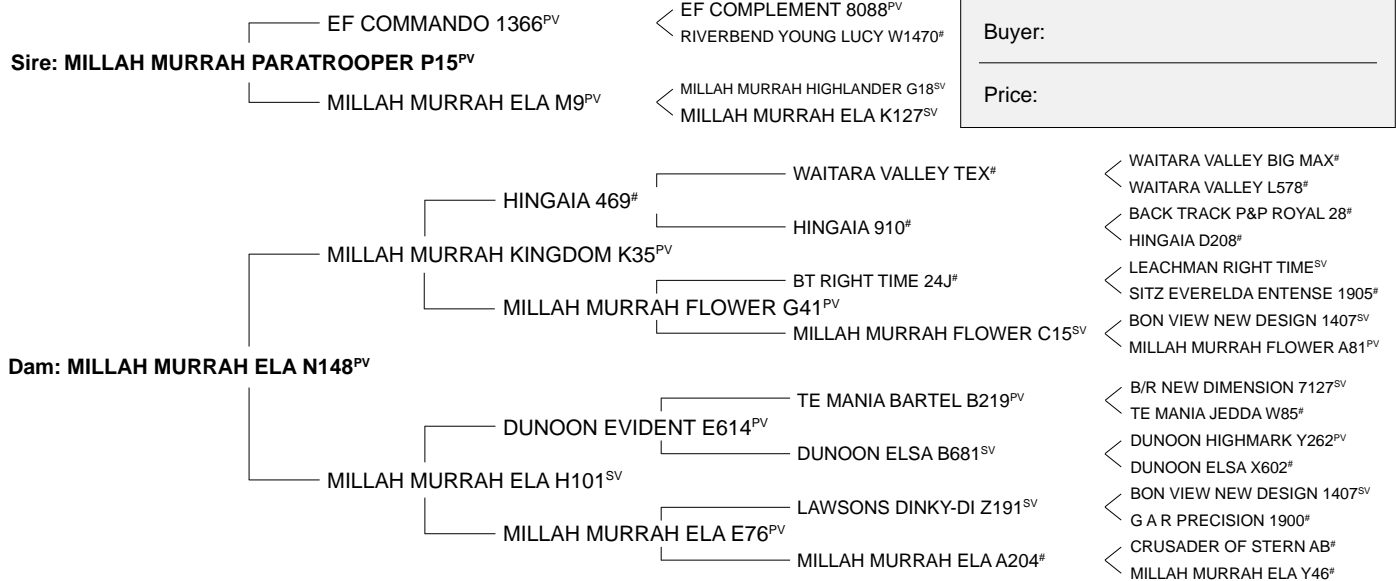 EF COMPLEMENT 8088PV
EF COMMANDO 1366PV
RIVERBEND YOUNG LUCY W1470#
Buyer:
Sire: MILLAH MURRAH PARATROOPER P15PV
MILLAH MURRAH HIGHLANDER G18SV
Price:
MILLAH MURRAH ELA M9PV
MILLAH MURRAH ELA K127SV
WAITARA VALLEY BIG MAX#
WAITARA VALLEY TEX#
WAITARA VALLEY L578#
HINGAIA 469#
BACK TRACK P&P ROYAL 28#
HINGAIA 910#
HINGAIA D208#
MILLAH MURRAH KINGDOM K35PV
LEACHMAN RIGHT TIMESV
BT RIGHT TIME 24J#
SITZ EVERELDA ENTENSE 1905#
MILLAH MURRAH FLOWER G41PV
BON VIEW NEW DESIGN 1407SV
MILLAH MURRAH FLOWER C15SV
MILLAH MURRAH FLOWER A81PV
Dam: MILLAH MURRAH ELA N148PV
B/R NEW DIMENSION 7127SV
TE MANIA BARTEL B219PV
TE MANIA JEDDA W85#
DUNOON EVIDENT E614PV
DUNOON HIGHMARK Y262PV
DUNOON ELSA B681SV
DUNOON ELSA X602#
MILLAH MURRAH ELA H101SV
BON VIEW NEW DESIGN 1407SV
LAWSONS DINKY-DI Z191SV
G A R PRECISION 1900#
MILLAH MURRAH ELA E76PV
CRUSADER OF STERN AB#
MILLAH MURRAH ELA A204#
MILLAH MURRAH ELA Y46#